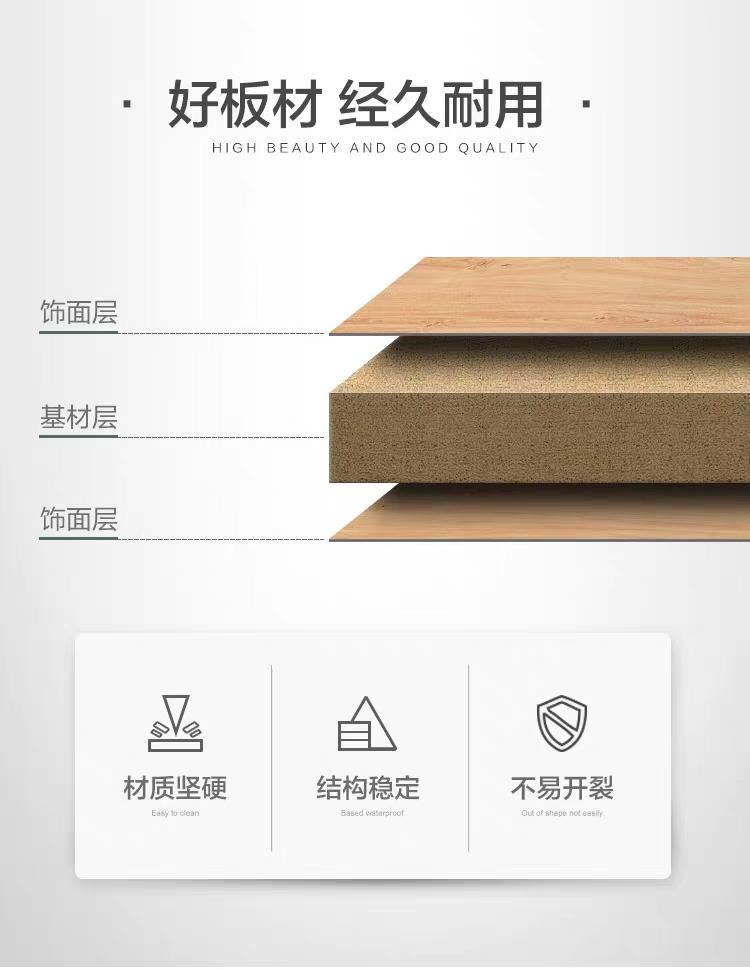 · 好板材 经久耐用 ·
HIGH BEAUTY AND GOOD QUALITY
饰面层
基材层
饰面层
材质坚硬
Easy to clean
结构稳定
Based waterproof
不易开裂
Out of shape not easily